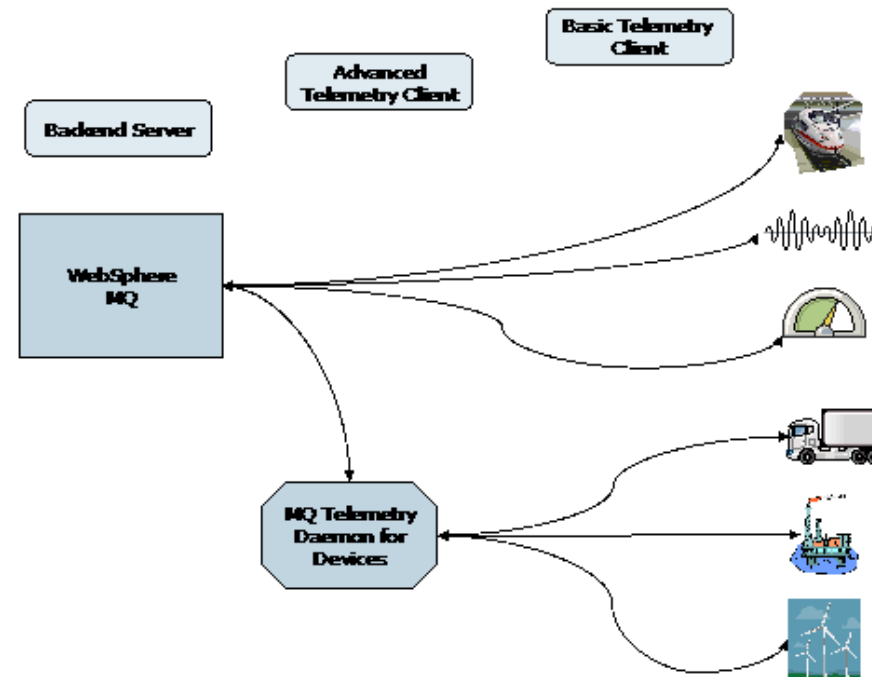 Basic Telemetry
Client
Advanced
Telemetry Client
Backend Server
WebSphere
MQ
MQ Telemetry
Daemon for
Devices